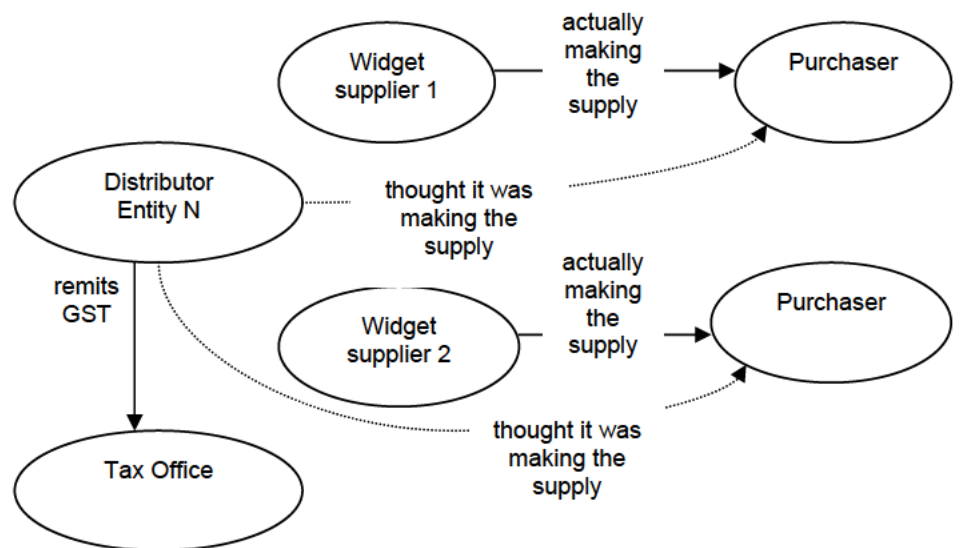 Widget
supplier 1
actually
making
the
supply
Purchaser
Distributor
Entity N
thought it was
making the
supply
remits
GST
Widget
supplier 2
actually
making
the
supply
Purchaser
thought it was
making the
supply
Tax Office